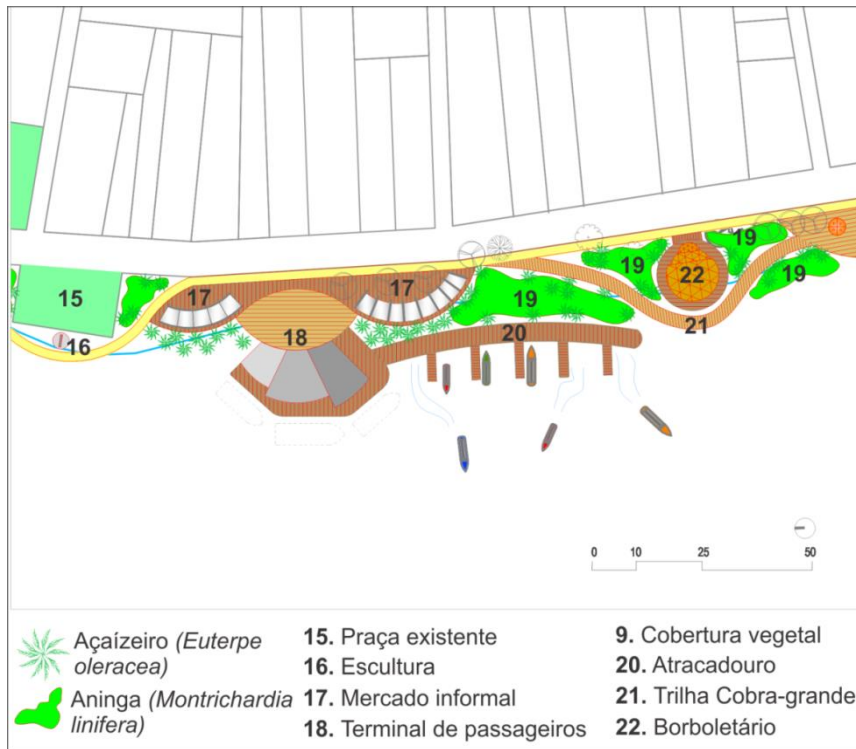 15
16
17
18
17
19
20
19
22
19
21
19
0 10 25 50
Açaízeiro (Euterpe
oleracea)
Aninga (Montrichardia
linifera)
15. Praça existente
16. Escultura
17. Mercado informal
18. Terminal de passageiros
9. Cobertura vegetal
20. Atracadouro
21. Trilha Cobra-grande
22. Borboletário